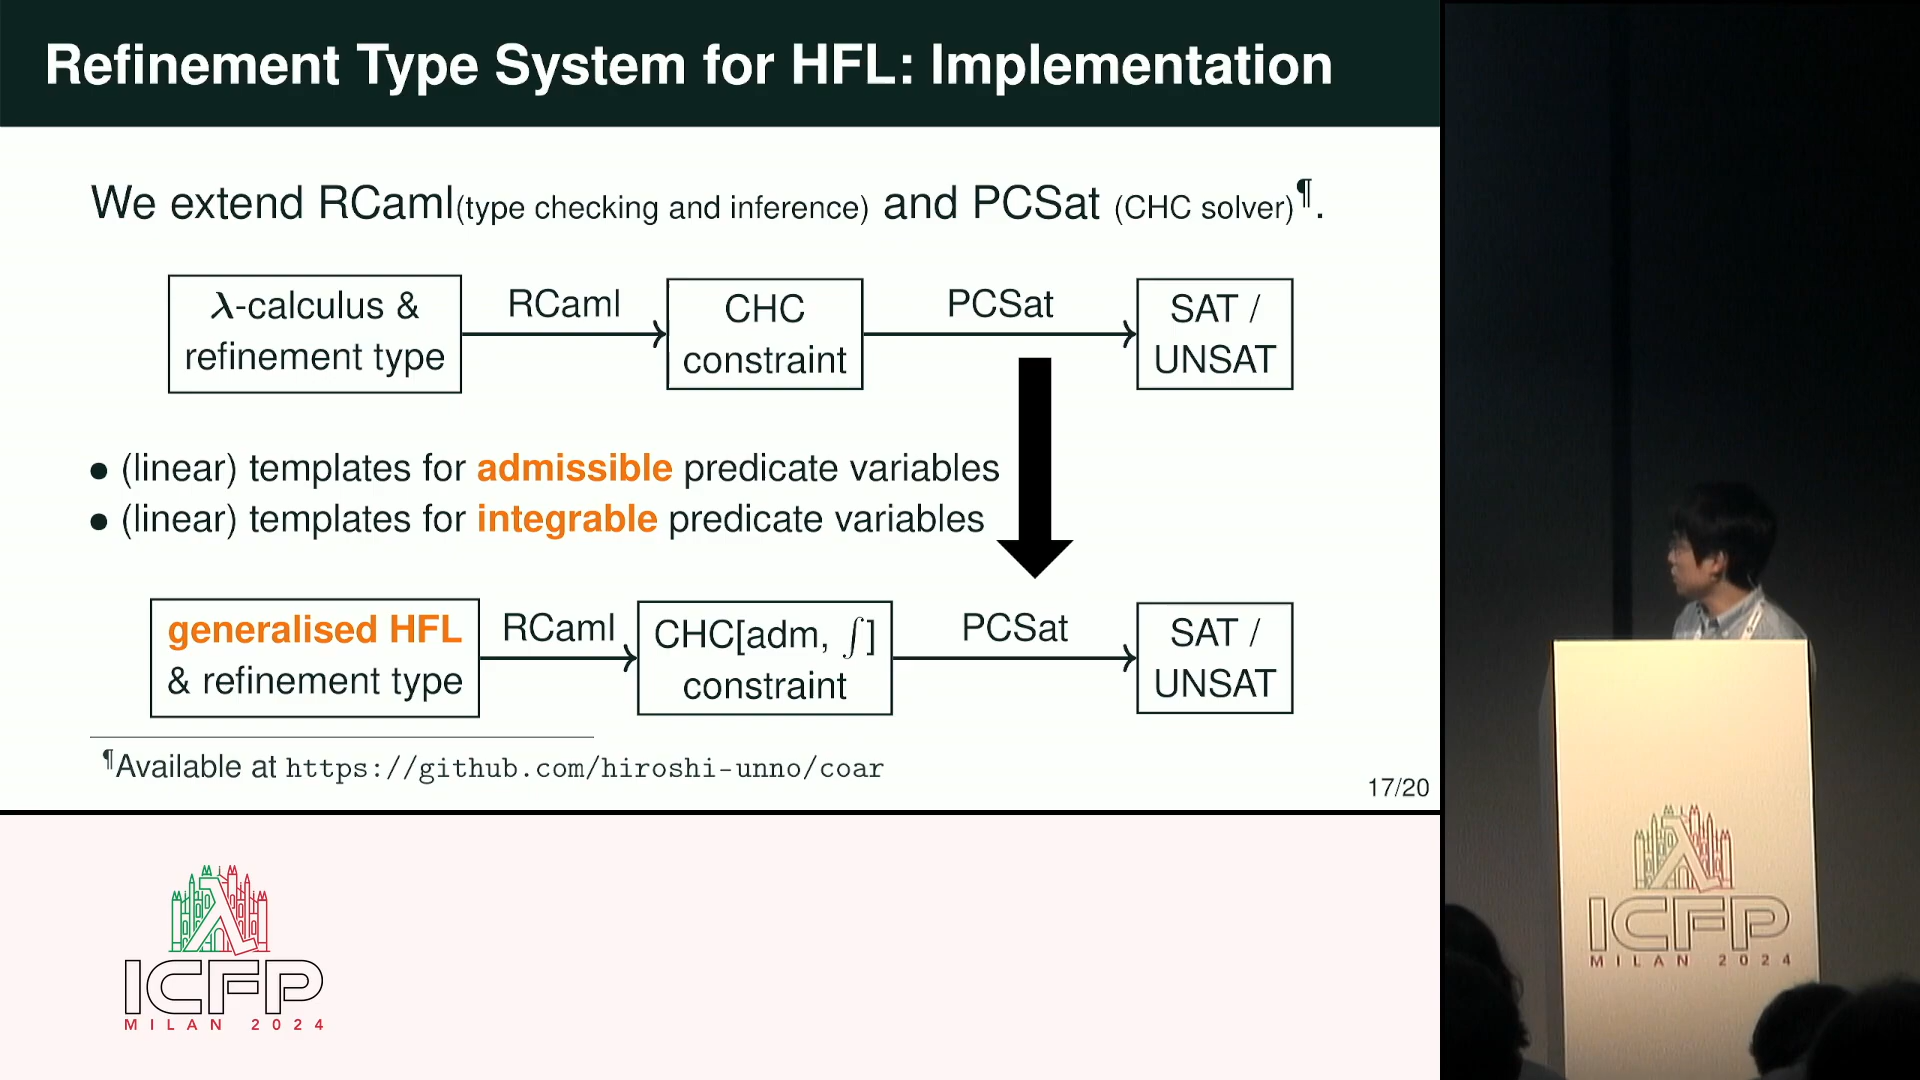 Refinement Type System for HFL: Implementation
We extend RCaml(type checking and inference) and PCSat (CHC solver)¶.
λ-calculus &
refinement type
RCaml
CHC
constraint
PCSat
SAT /
UNSAT
• (linear) templates for admissible predicate variables
• (linear) templates for integrable predicate variables
generalised HFL
& refinement type
RCaml
CHC[adm, ∫]
constraint
PCSat
SAT /
UNSAT
¶Available at https://github.com/hiroshi-unno/coar
17/20
ICFP
MILAN 2024
ICFP
MILAN 2024